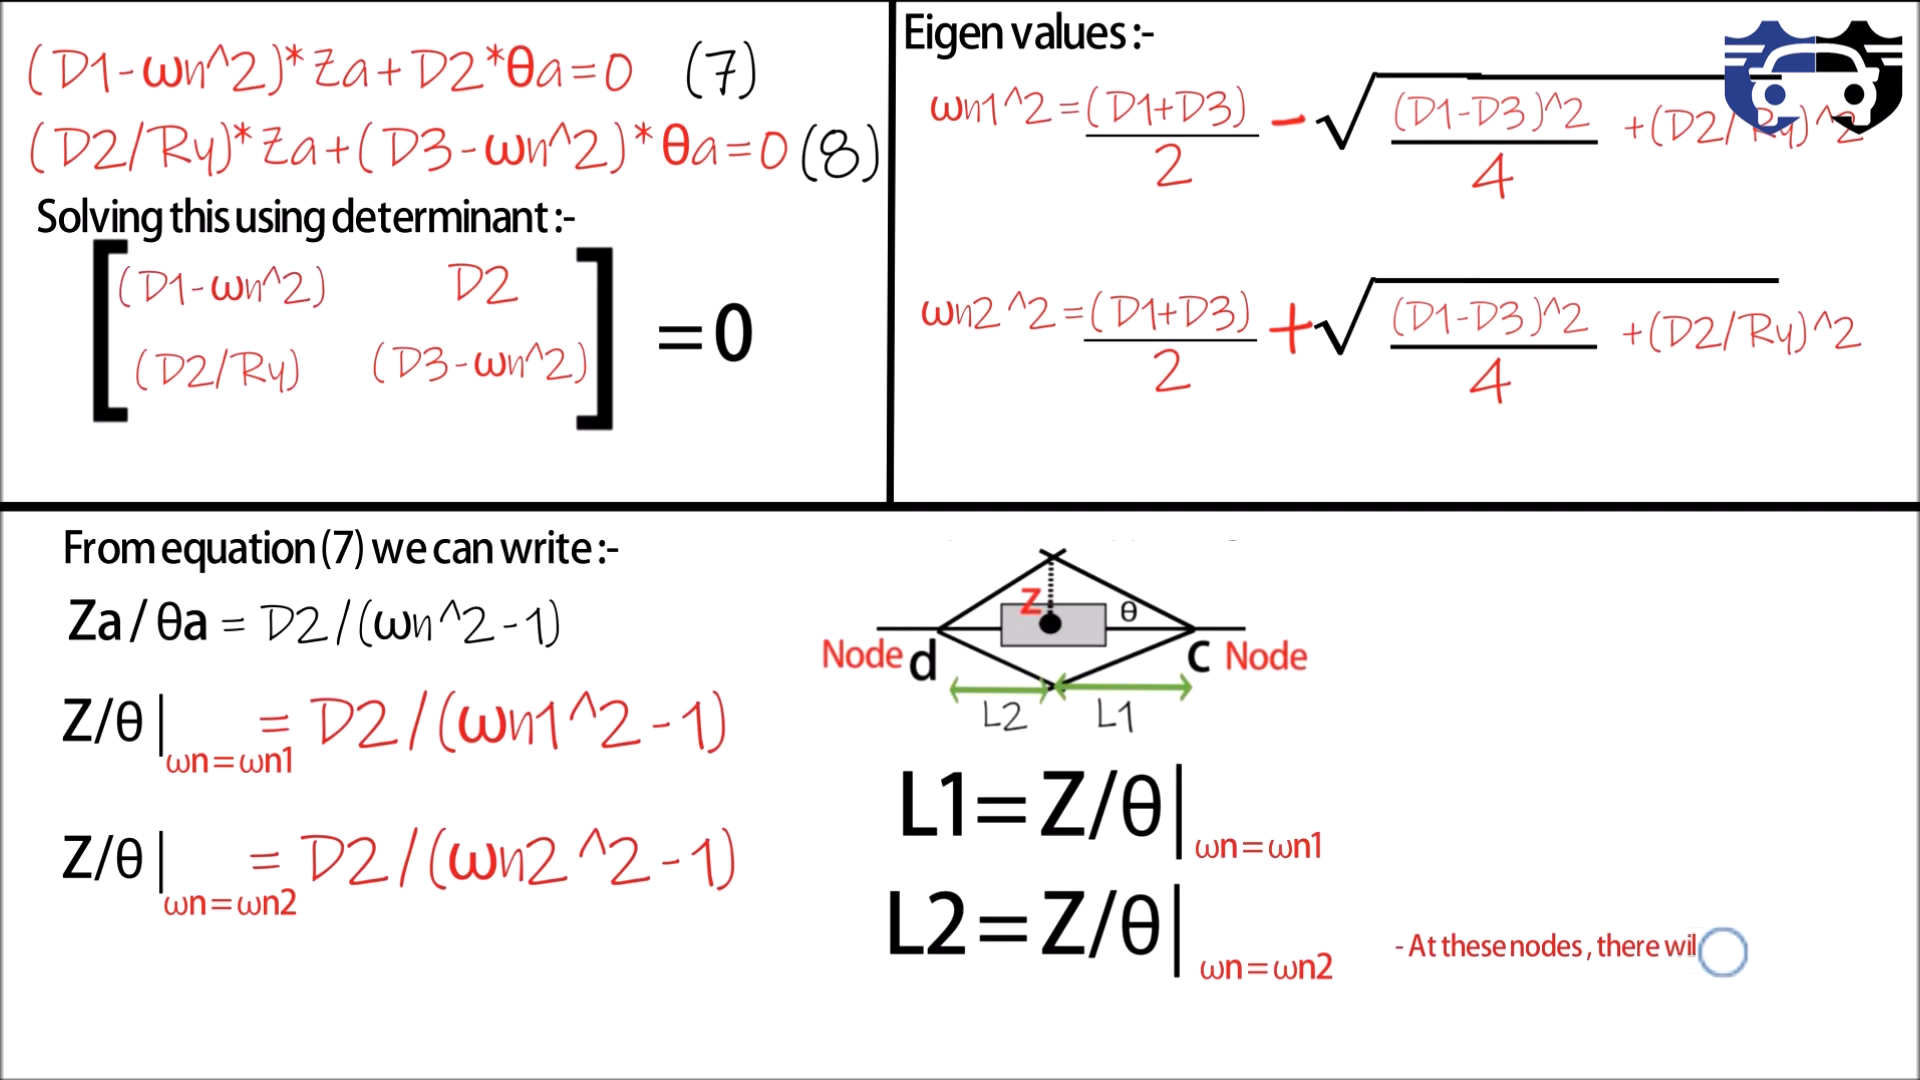 (D1-ωn^2)*Za+D2*θa=0 (7)
(D2/Ry)*Za+(D3-ωn^2)*θa=0(8)
Solving this using determinant:-
(D1-ωn^2) D2
(D2/Ry) (D3-ωn^2)
=0
Eigen values:-
ωn1^2=(D1+D3)/2 - √(D1-D3)^2/4 +(D2/Ry)^2
ωn2^2=(D1+D3)/2 + √(D1-D3)^2/4 +(D2/Ry)^2
From equation (7) we can write:-
Za/θa = D2/(ωn^2-1)
Z/θ| ωn=ωn1 = D2/(ωn1^2-1)
Z/θ| ωn=ωn2 = D2/(ωn2^2-1)
Z θ
Node d C Node
L2 L1
L1=Z/θ| ωn=ωn1
L2=Z/θ| ωn=ωn2
- At these nodes, there wil